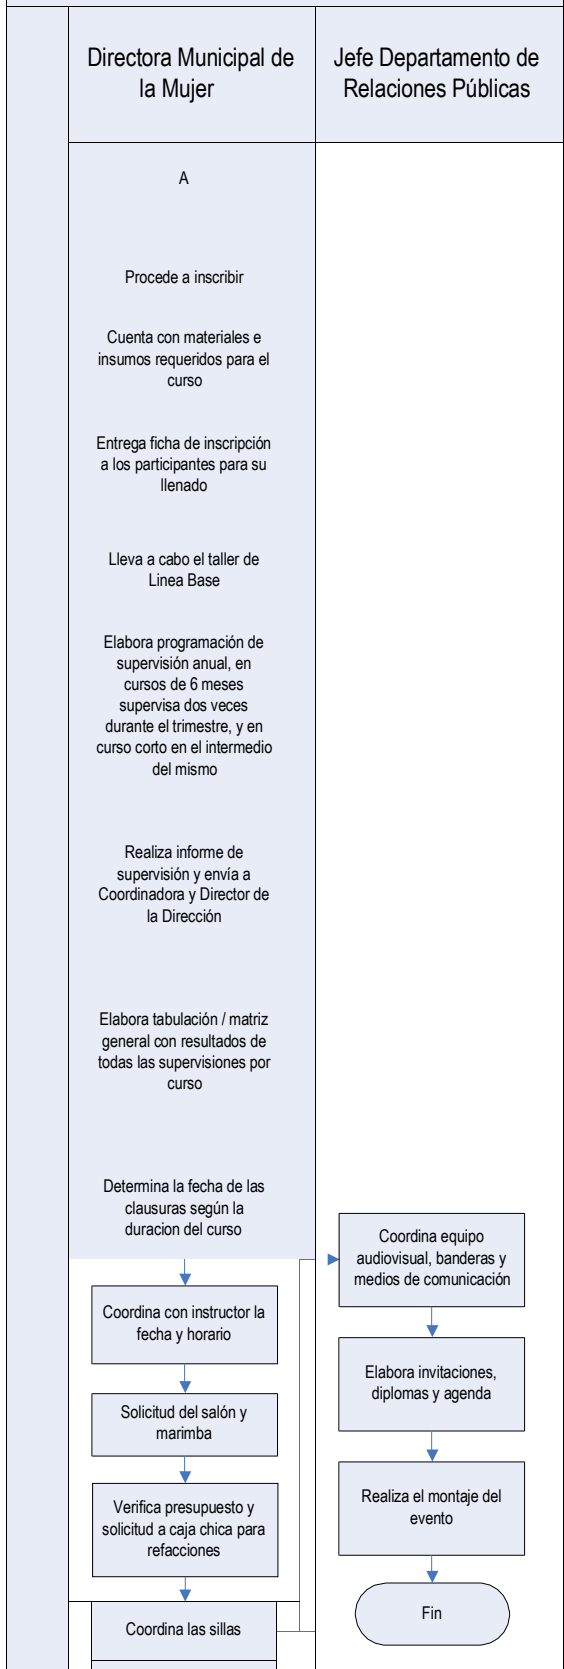 Directora Municipal de
la Mujer
Jefe Departamento de
Relaciones Públicas
A
Procede a inscribir
Cuenta con materiales e
insumos requeridos para el
curso
Entrega ficha de inscripción
a los participantes para su
llenado
Lleva a cabo el taller de
Linea Base
Elabora programación de
supervisión anual, en
cursos de 6 meses
supervisa dos veces
durante el trimestre, y en
curso corto en el intermedio
del mismo
Realiza informe de
supervisión y envía a
Coordinadora y Director de
la Dirección
Elabora tabulación / matriz
general con resultados de
todas las supervisiones por
curso
Determina la fecha de las
clausuras según la
duracion del curso
Coordina con instructor la
fecha y horario
Solicitud del salón y
marimba
Verifica presupuesto y
solicitud a caja chica para
refacciones
Coordina las sillas
Coordina equipo
audiovisual, banderas y
medios de comunicación
Elabora invitaciones,
diplomas y agenda
Realiza el montaje del
evento
Fin